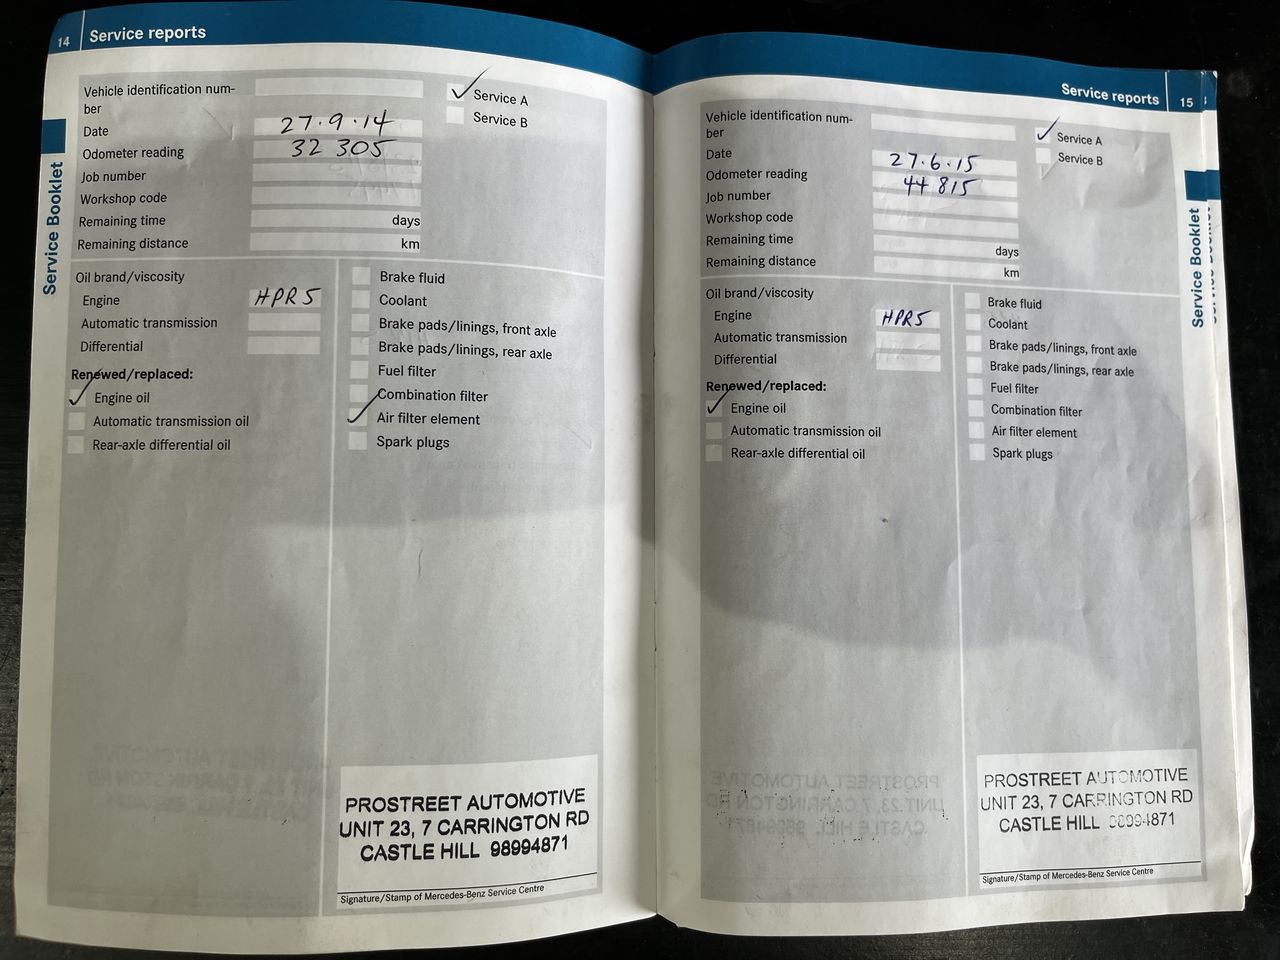 14 Service reports
Vehicle identification num-
ber
Date 27.9.14
Odometer reading 32 305
Job number
Workshop code
Remaining time days
Remaining distance km
Service A
Service B
Oil brand/viscosity
Engine HPR5
Automatic transmission
Differential
Renewed/replaced:
Engine oil
Automatic transmission oil
Rear-axle differential oil
Brake fluid
Coolant
Brake pads/linings, front axle
Brake pads/linings, rear axle
Fuel filter
Combination filter
Air filter element
Spark plugs
PROSTREET AUTOMOTIVE
UNIT 23, 7 CARRINGTON RD
CASTLE HILL 98994871
Signature/Stamp of Mercedes-Benz Service Centre
Service Booklet
Service reports 15
Vehicle identification num-
ber
Date 27.6.15
Odometer reading 44 815
Job number
Workshop code
Remaining time days
Remaining distance km
Service A
Service B
Oil brand/viscosity
Engine HPR5
Automatic transmission
Differential
Renewed/replaced:
Engine oil
Automatic transmission oil
Rear-axle differential oil
Brake fluid
Coolant
Brake pads/linings, front axle
Brake pads/linings, rear axle
Fuel filter
Combination filter
Air filter element
Spark plugs
PROSTREET AUTOMOTIVE
UNIT 23, 7 CARRINGTON RD
CASTLE HILL 98994871
Signature/Stamp of Mercedes-Benz Service Centre
Service Booklet